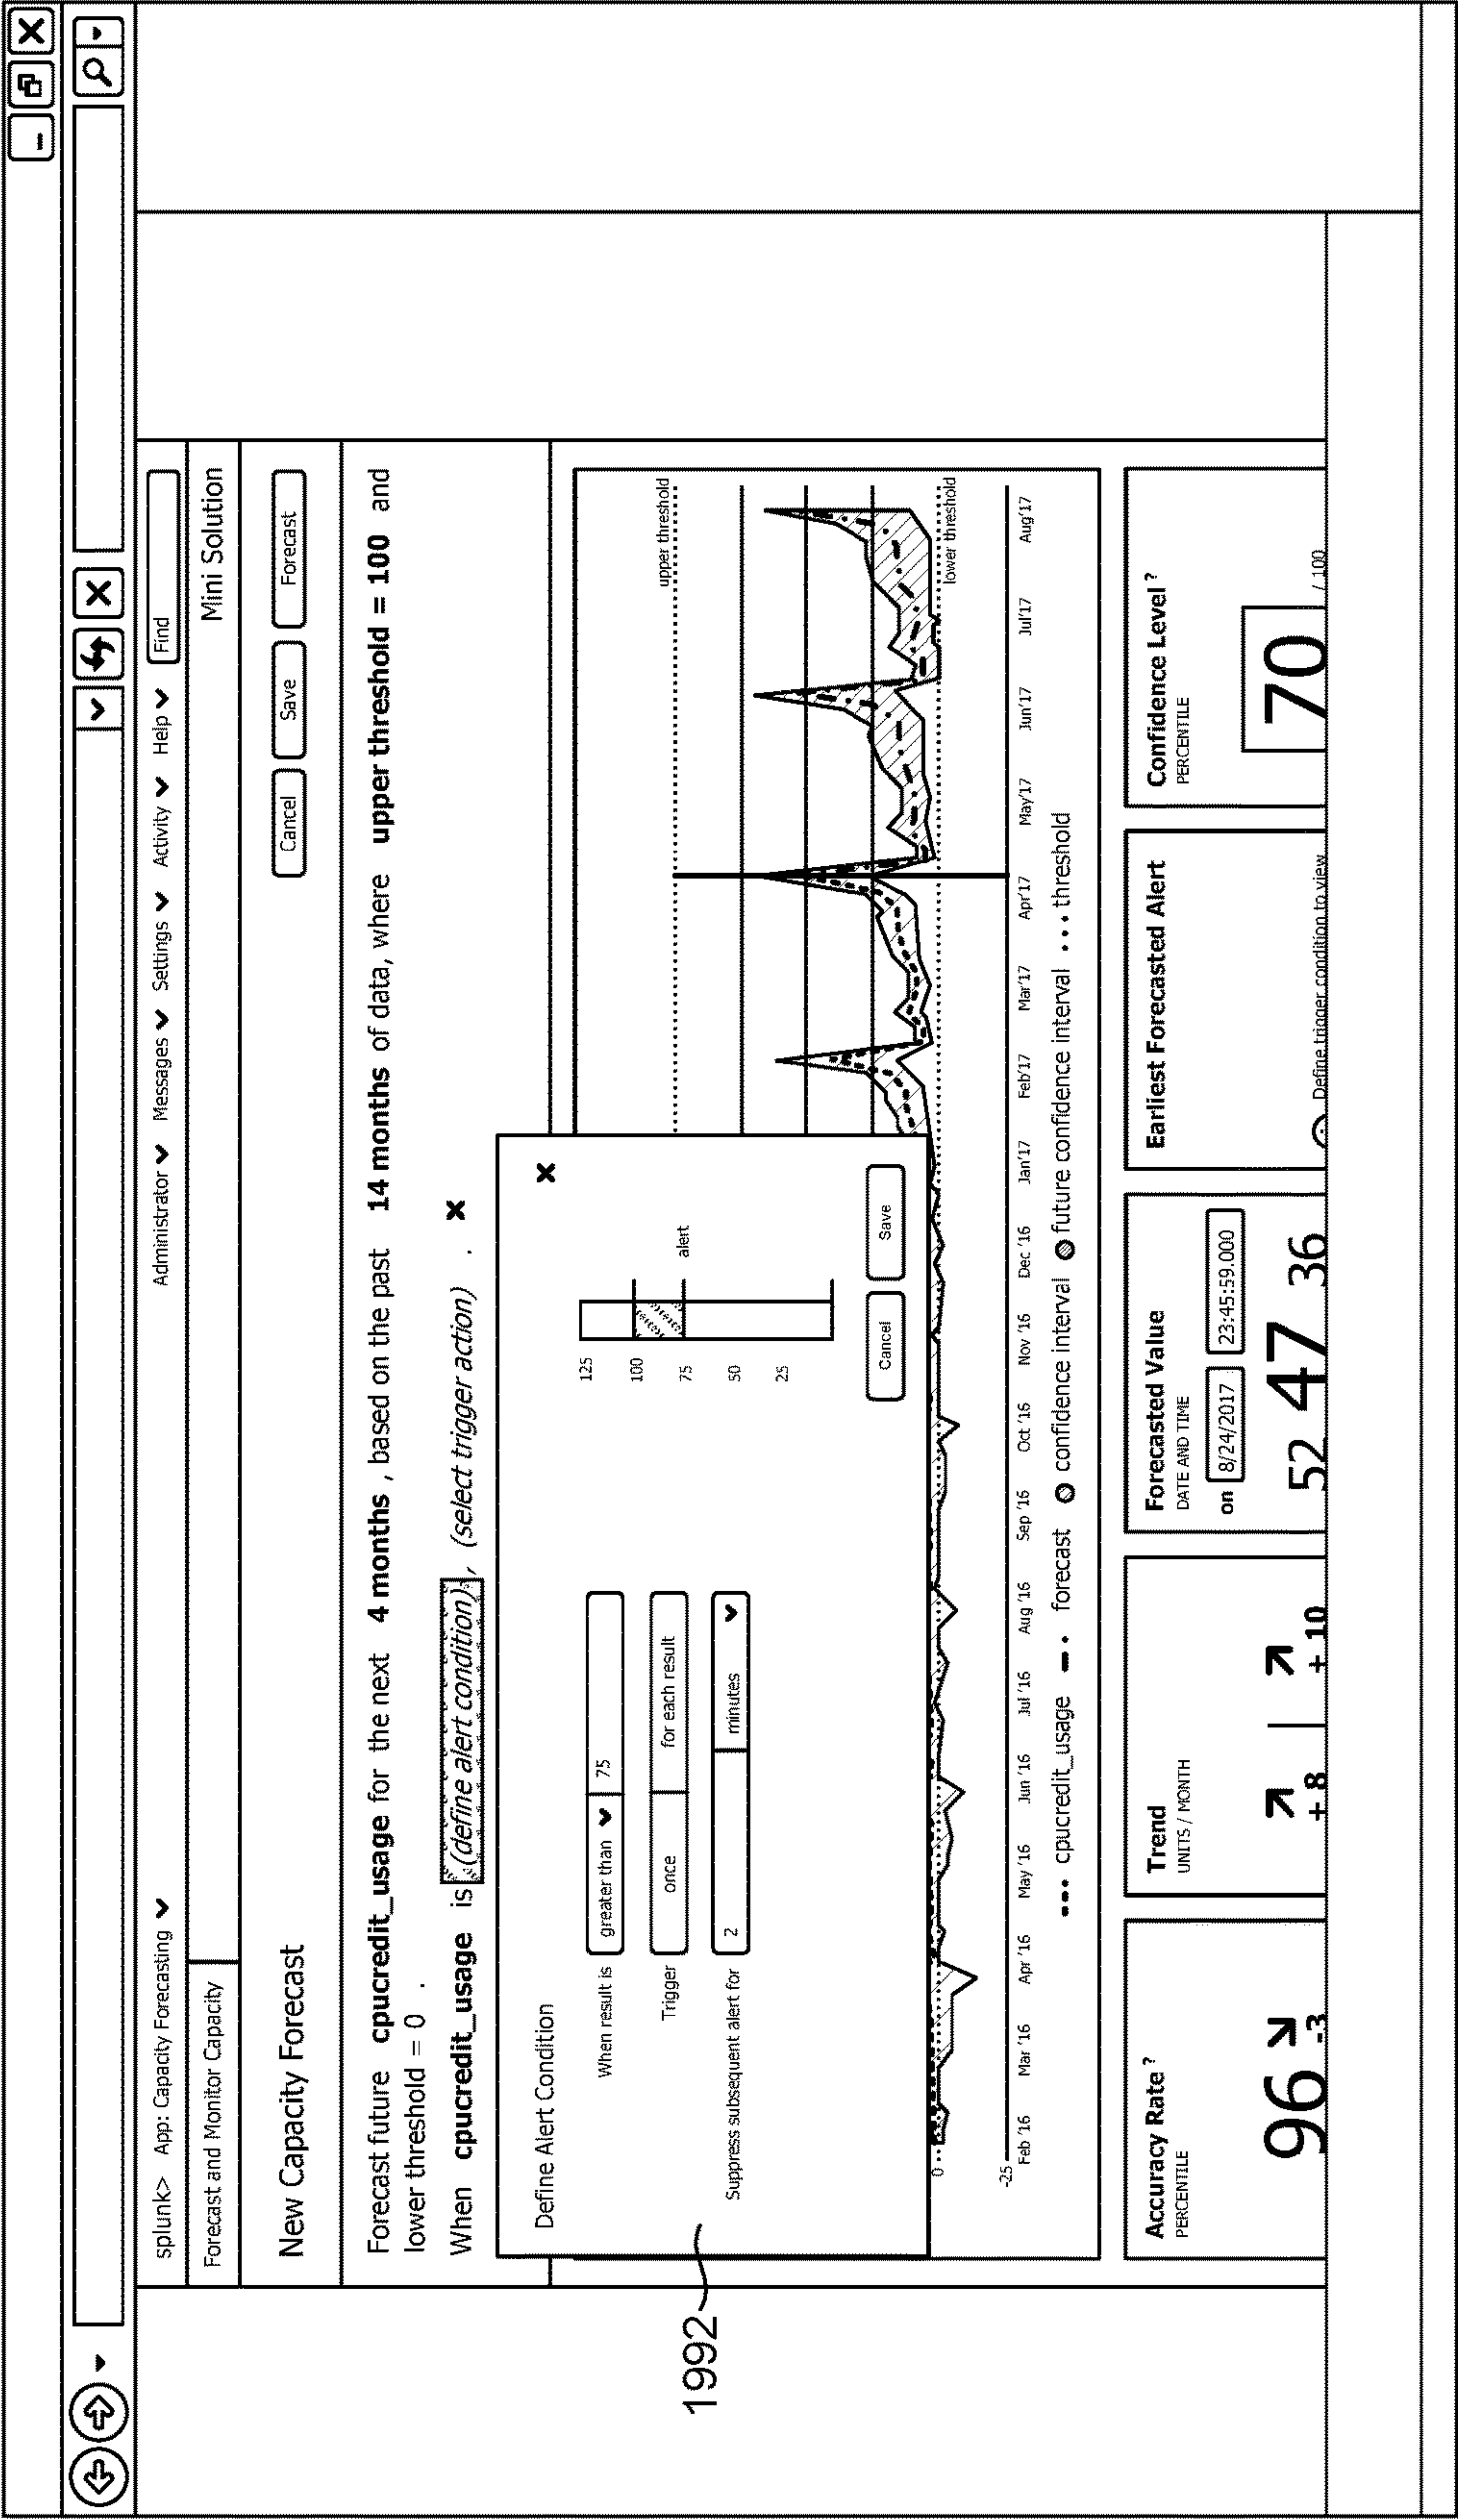 splunk> App: Capacity Forecasting Administrator Messages Settings Activity Help Find
Forecast and Monitor Capacity Mini Solution
New Capacity Forecast Cancel Save Forecast
Forecast future cpucredit_usage for the next 4 months , based on the past 14 months of data, where upper threshold = 100 and
lower threshold = 0 .
When cpucredit_usage is (define alert condition), (select trigger action) .
Define Alert Condition
When result is greater than 75
Trigger once for each result
Suppress subsequent alert for 2 minutes
125
100
75
50
25
alert
Cancel Save
upper threshold
lower threshold
0
-25
Feb '16 Mar '16 Apr '16 May '16 Jun '16 Jul '16 Aug '16 Sep '16 Oct '16 Nov '16 Dec '16 Jan'17 Feb'17 Mar'17 Apr'17 May'17 Jun'17 Jul'17 Aug'17
cpucredit_usage forecast confidence interval future confidence interval threshold
Accuracy Rate ?
PERCENTILE
96 -3
Trend
UNITS / MONTH
+ 8 + 10
Forecasted Value
DATE AND TIME
on 8/24/2017 23:45:59.000
52 47 36
Earliest Forecasted Alert
Define trigger condition to view
Confidence Level ?
PERCENTILE
70 / 100
1992